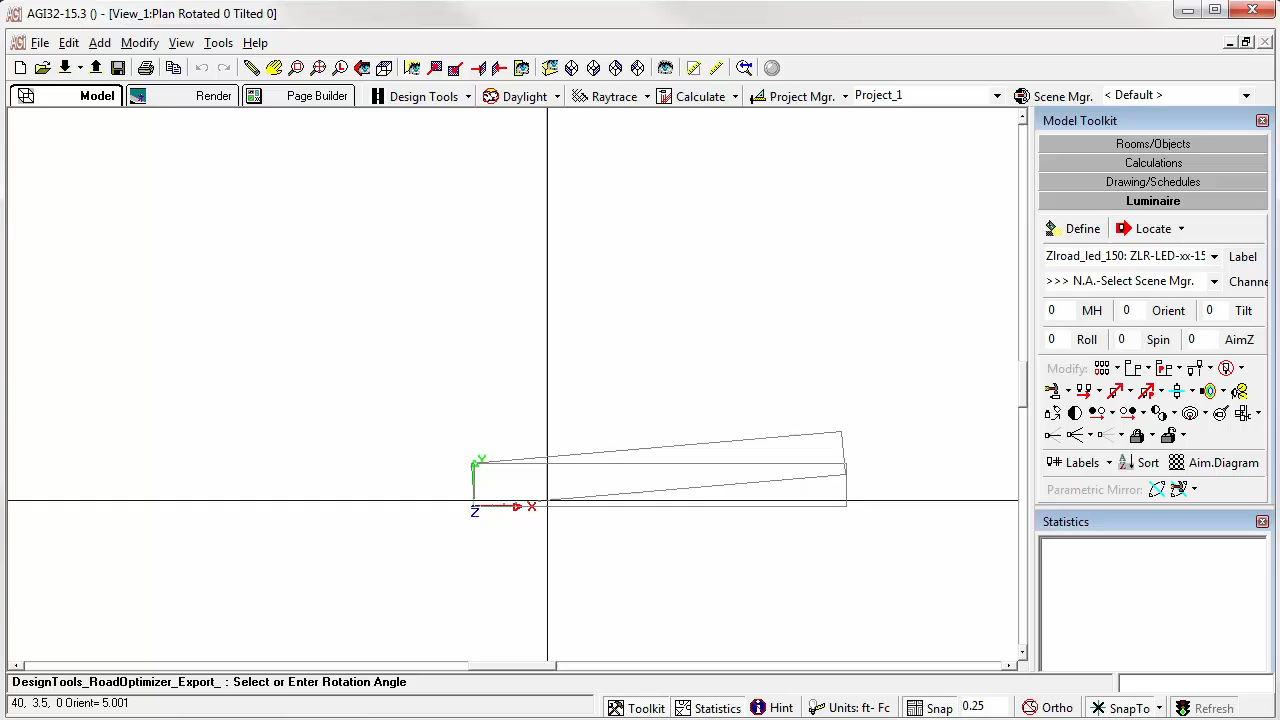 AGI32-15.3 () - [View_1:Plan Rotated 0 Tilted 0]
AGI File Edit Add Modify View Tools Help
Model Render Page Builder Design Tools Daylight Raytrace Calculate Project Mgr. Project_1 Scene Mgr. < Default >
Model Toolkit
Rooms/Objects
Calculations
Drawing/Schedules
Luminaire
Define Locate
Zlroad_led_150: ZLR-LED-xx-15 Label
>>> N.A.-Select Scene Mgr. Channe
0 MH 0 Orient 0 Tilt
0 Roll 0 Spin 0 AimZ
Modify:
Labels Sort Aim.Diagram
Parametric Mirror:
Statistics
Y
Z X
DesignTools_RoadOptimizer_Export_ : Select or Enter Rotation Angle
40, 3.5, 0 Orient= 5.001
Toolkit Statistics Hint Units: ft- Fc Snap 0.25 Ortho SnapTo Refresh